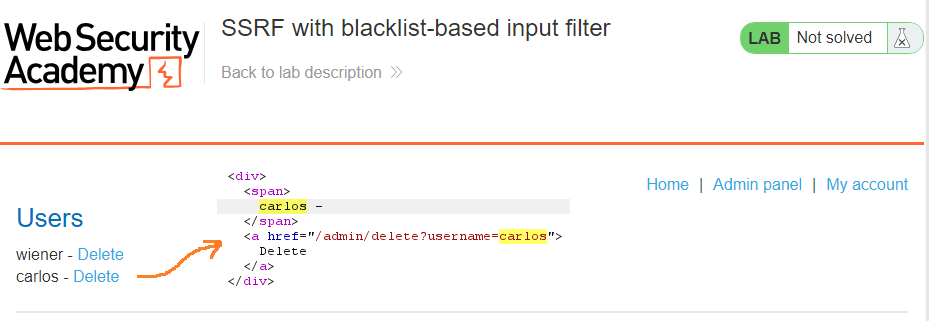 Web Security
Academy
SSRF with blacklist-based input filter
Back to lab description
LAB
Not solved
Home | Admin panel | My account
Users
wiener - Delete
carlos - Delete
<div>
<span>
carlos -
</span>
<a href="/admin/delete?username=carlos">
Delete
</a>
</div>